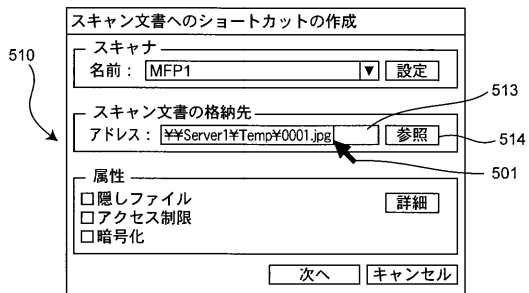 スキャン文書へのショートカットの作成
スキャナ
名前： MFP1 ▼ 設定
510
513
スキャン文書の格納先
アドレス： ¥¥Server1¥Temp¥0001.jpg 参照
514
501
属性
□隠しファイル 詳細
□アクセス制限
□暗号化
次へ キャンセル